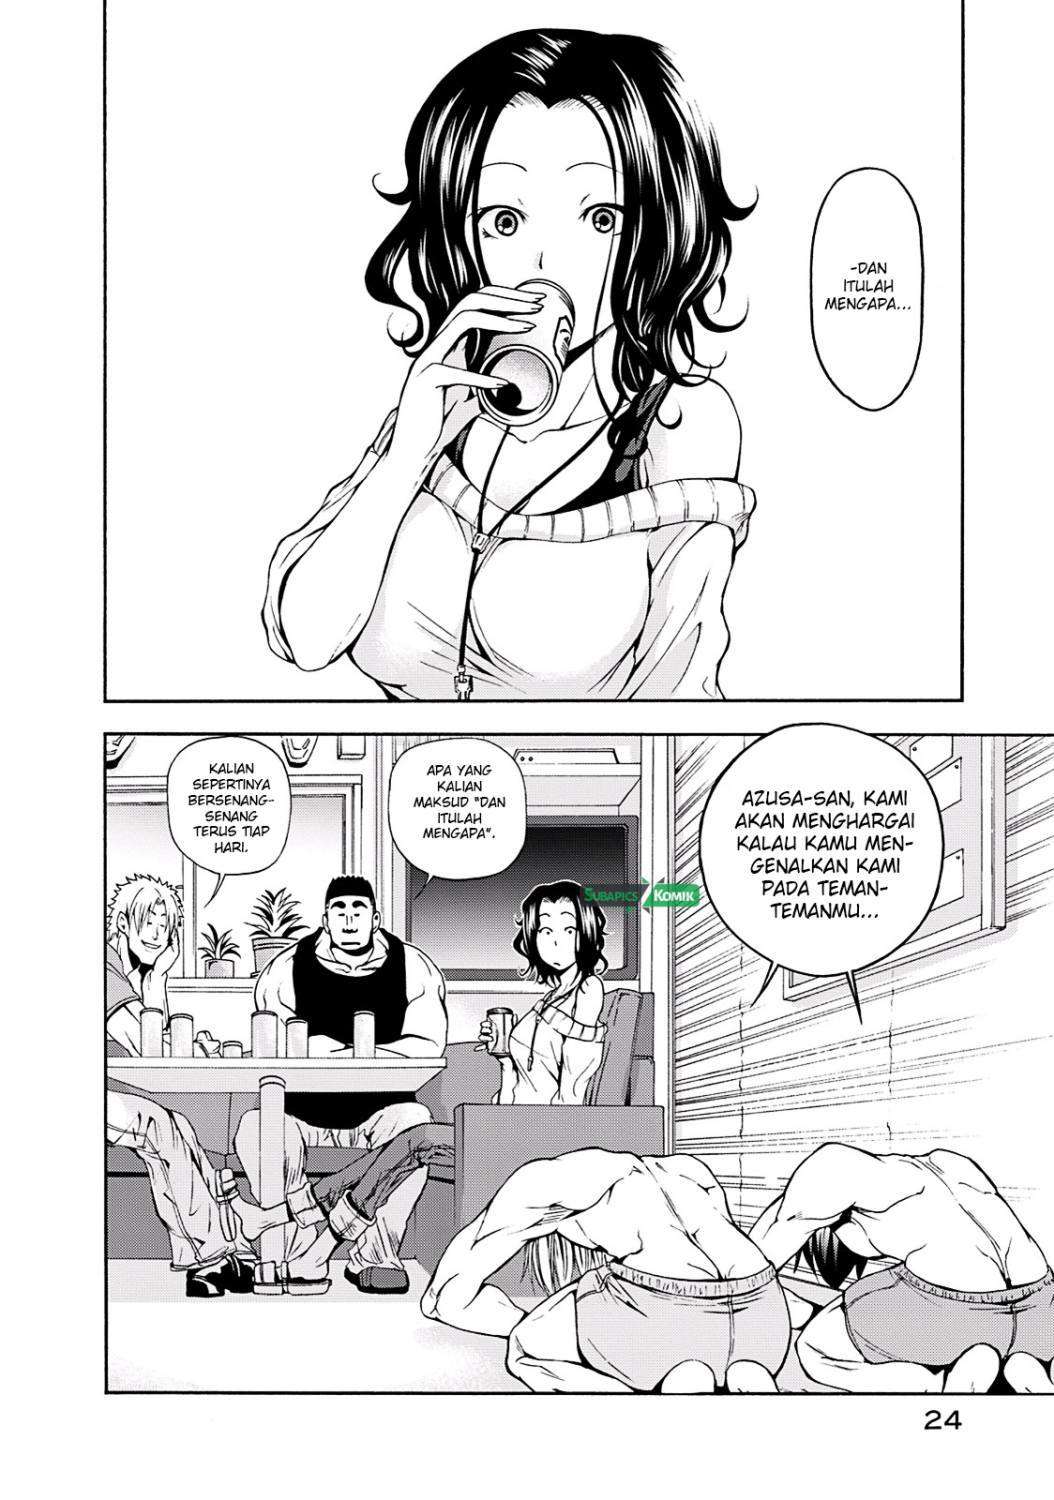 -DAN
ITULAH
MENGAPA...
AZUSA-SAN, KAMI
AKAN MENGHARGAI
KALAU KAMU MEN-
GENALKAN KAMI
PADA TEMAN-
TEMANMU...
APA YANG
KALIAN
MAKSUD "DAN
ITULAH
MENGAPA".
KALIAN
SEPERTINYA
BERSENANG-
SENANG
TERUS TIAP
HARI.
SUBAPICS KOMIK
24